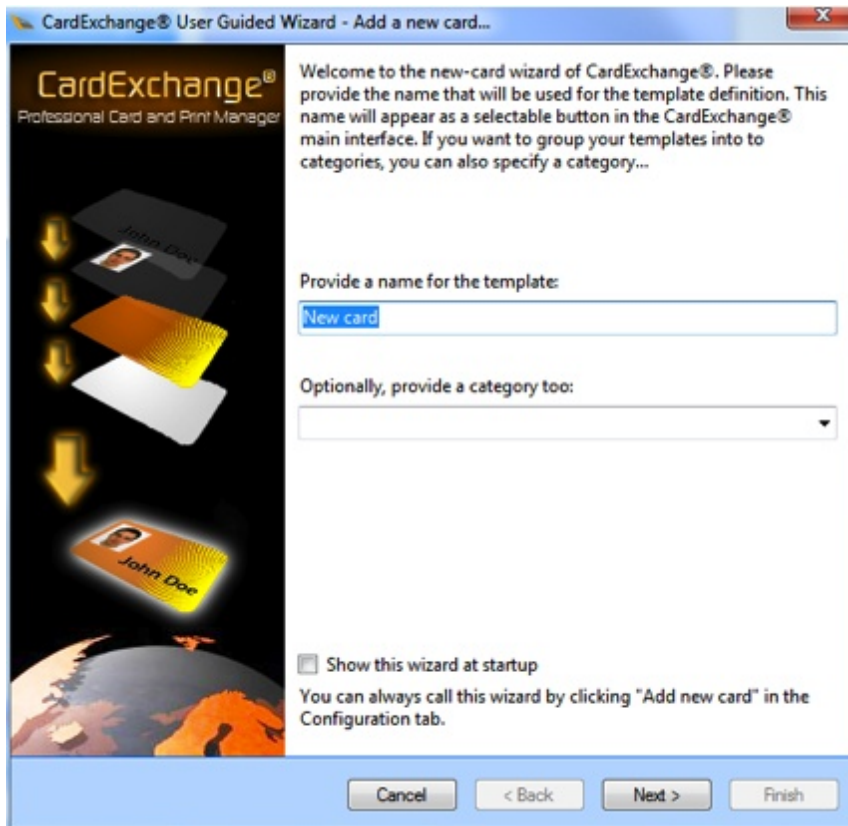 CardExchange® User Guided Wizard - Add a new card...
CardExchange®
Professional Card and Print Manager
John Doe
John Doe
Welcome to the new-card wizard of CardExchange®. Please
provide the name that will be used for the template definition. This
name will appear as a selectable button in the CardExchange®
main interface. If you want to group your templates into to
categories, you can also specify a category...
Provide a name for the template:
New card
Optionally, provide a category too:
Show this wizard at startup
You can always call this wizard by clicking "Add new card" in the
Configuration tab.
Cancel < Back Next > Finish